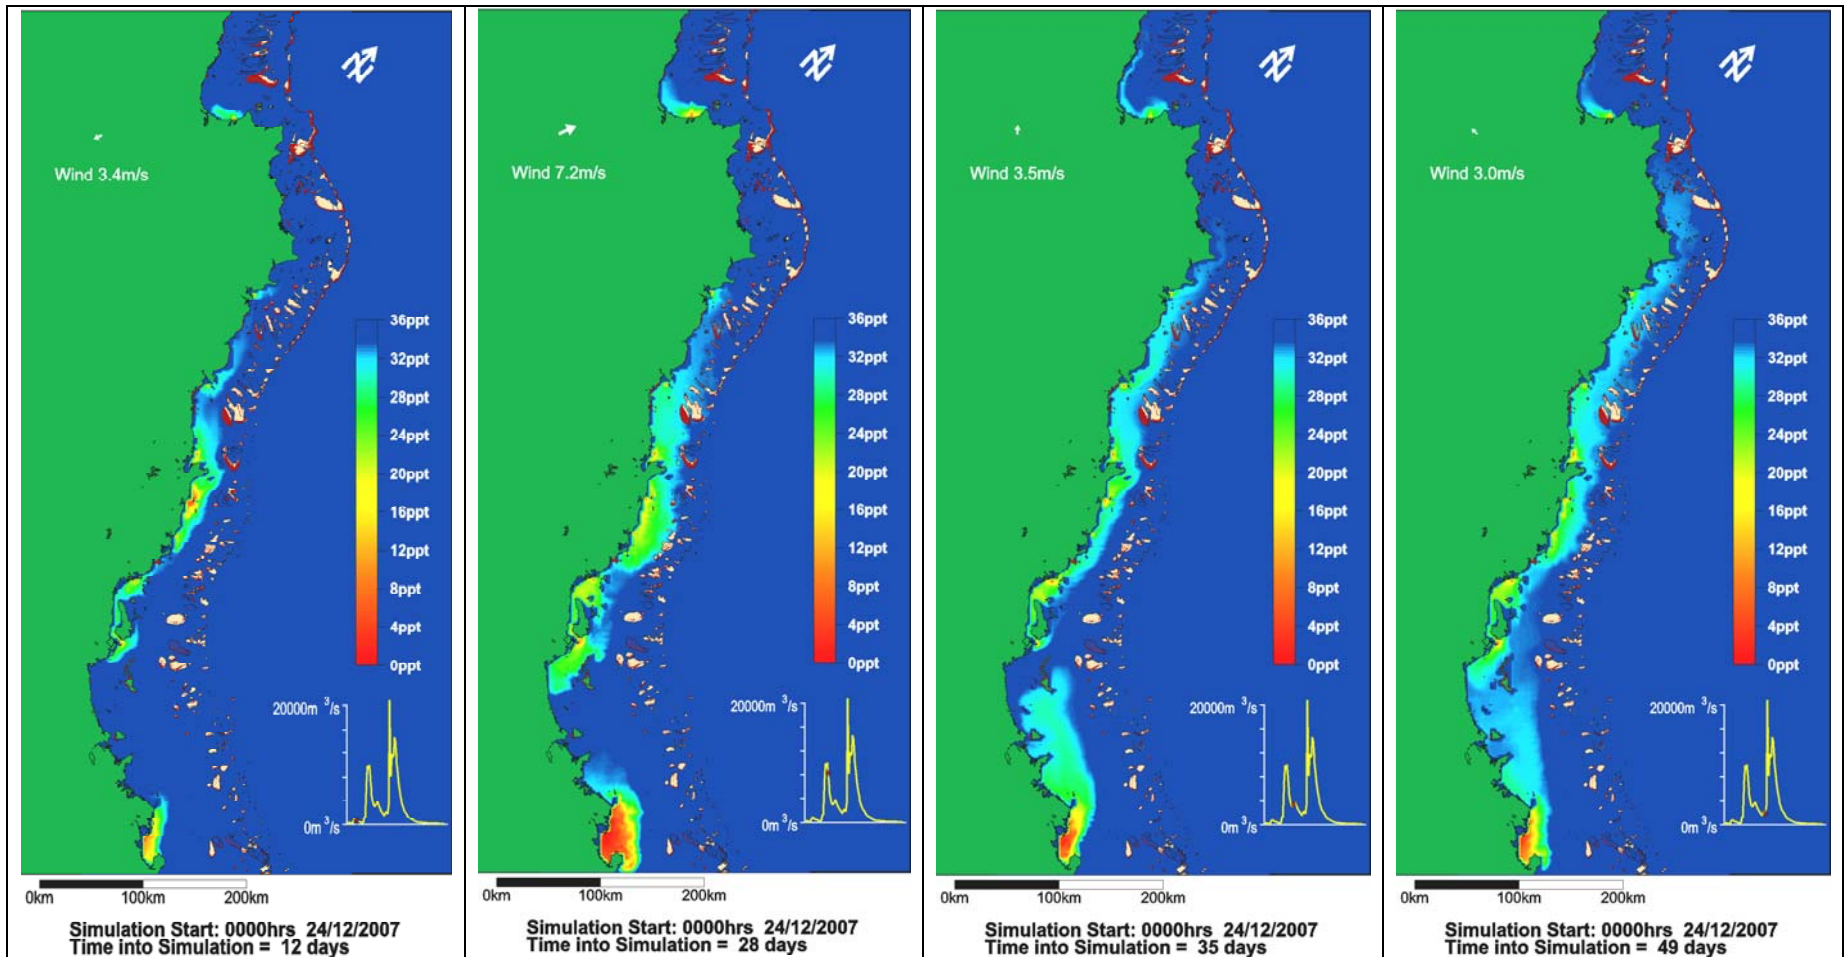 N
Wind 3.4m/s
36ppt
32ppt
28ppt
24ppt
20ppt
16ppt
12ppt
8ppt
4ppt
0ppt
20000m ³/s
0m ³/s
0km 100km 200km
Simulation Start: 0000hrs 24/12/2007
Time into Simulation = 12 days
N
Wind 7.2m/s
36ppt
32ppt
28ppt
24ppt
20ppt
16ppt
12ppt
8ppt
4ppt
0ppt
20000m ³/s
0m ³/s
0km 100km 200km
Simulation Start: 0000hrs 24/12/2007
Time into Simulation = 28 days
N
Wind 3.5m/s
36ppt
32ppt
28ppt
24ppt
20ppt
16ppt
12ppt
8ppt
4ppt
0ppt
20000m ³/s
0m ³/s
0km 100km 200km
Simulation Start: 0000hrs 24/12/2007
Time into Simulation = 35 days
N
Wind 3.0m/s
36ppt
32ppt
28ppt
24ppt
20ppt
16ppt
12ppt
8ppt
4ppt
0ppt
20000m ³/s
0m ³/s
0km 100km 200km
Simulation Start: 0000hrs 24/12/2007
Time into Simulation = 49 days